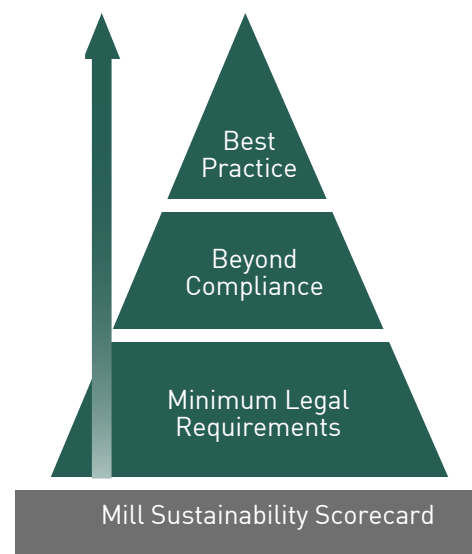 Best
Practice
Beyond
Compliance
Minimum Legal
Requirements
Mill Sustainability Scorecard